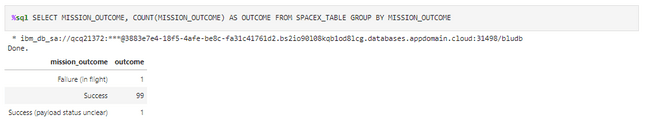 %sql SELECT MISSION_OUTCOME, COUNT(MISSION_OUTCOME) AS OUTCOME FROM SPACEX_TABLE GROUP BY MISSION_OUTCOME
* ibm_db_sa://qcq21372:***@3883e7e4-18f5-4afe-be8c-fa31c41761d2.bs2io90l08kqb1od8lcg.databases.appdomain.cloud:31498/bludb
Done.
mission_outcome outcome
Failure (in flight) 1
Success 99
Success (payload status unclear) 1